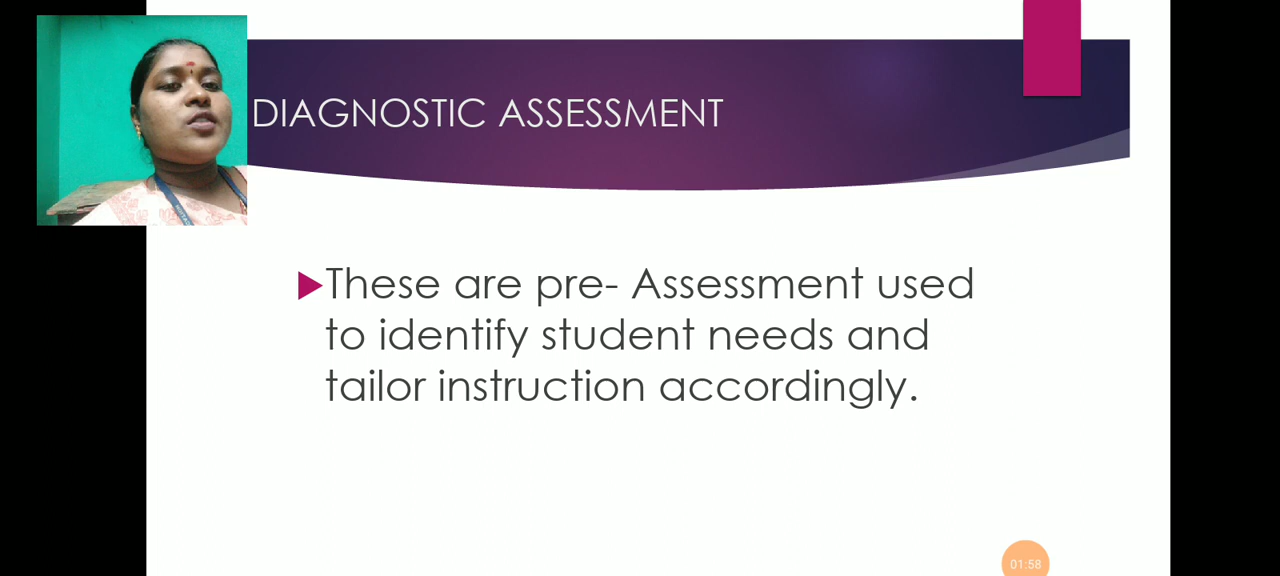 DIAGNOSTIC ASSESSMENT
These are pre- Assessment used
to identify student needs and
tailor instruction accordingly.
01:58